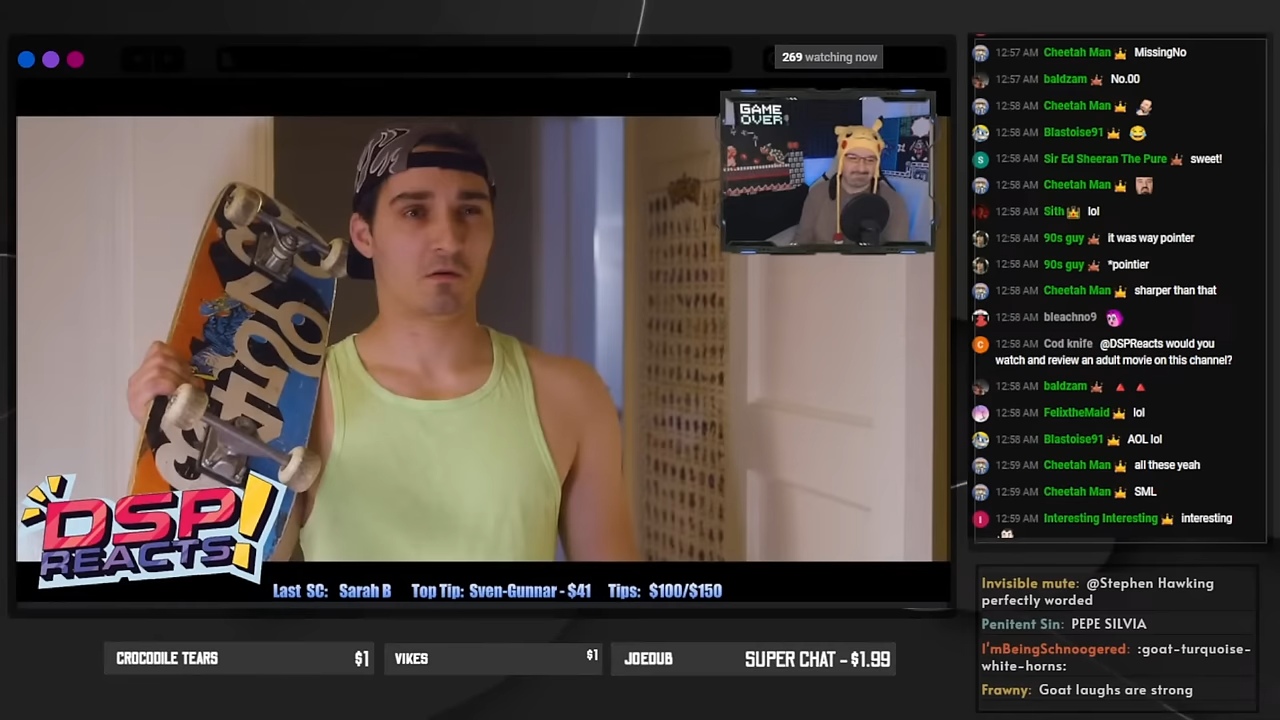 269 watching now
GAME
OVER
DSP!
REACTS
Last SC: Sarah B Top Tip: Sven-Gunnar - $41 Tips: $100/$150
CROCODILE TEARS $1
VIKES $1
JOEDUB SUPER CHAT - $1.99
12:57 AM Cheetah Man MissingNo
12:57 AM baldzam No.00
12:58 AM Cheetah Man
12:58 AM Blastoise91 😂
S 12:58 AM Sir Ed Sheeran The Pure sweet!
12:58 AM Cheetah Man
12:58 AM Sith lol
12:58 AM 90s guy it was way pointer
12:58 AM 90s guy *pointier
12:58 AM Cheetah Man sharper than that
12:58 AM bleachno9
C 12:58 AM Cod knife @DSPReacts would you
watch and review an adult movie on this channel?
12:58 AM baldzam 🔺 🔺
12:58 AM FelixtheMaid lol
12:58 AM Blastoise91 AOL lol
12:59 AM Cheetah Man all these yeah
12:59 AM Cheetah Man SML
I 12:59 AM Interesting Interesting interesting
Invisible mute: @Stephen Hawking
perfectly worded
Penitent Sin: PEPE SILVIA
I'mBeingSchnoogered: :goat-turquoise-
white-horns:
Frawny: Goat laughs are strong